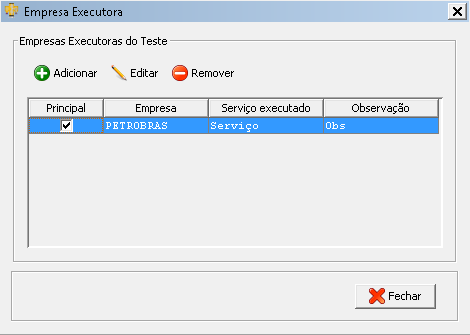 Empresa Executora
Empresas Executoras do Teste
Adicionar Editar Remover
Principal Empresa Serviço executado Observação
PETROBRAS Serviço Obs
Fechar